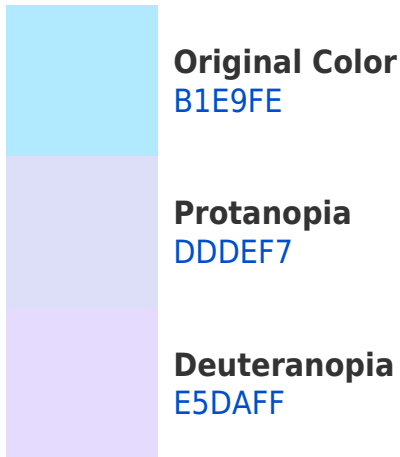 Original Color
B1E9FE
Protanopia
DDDEF7
Deuteranopia
E5DAFF